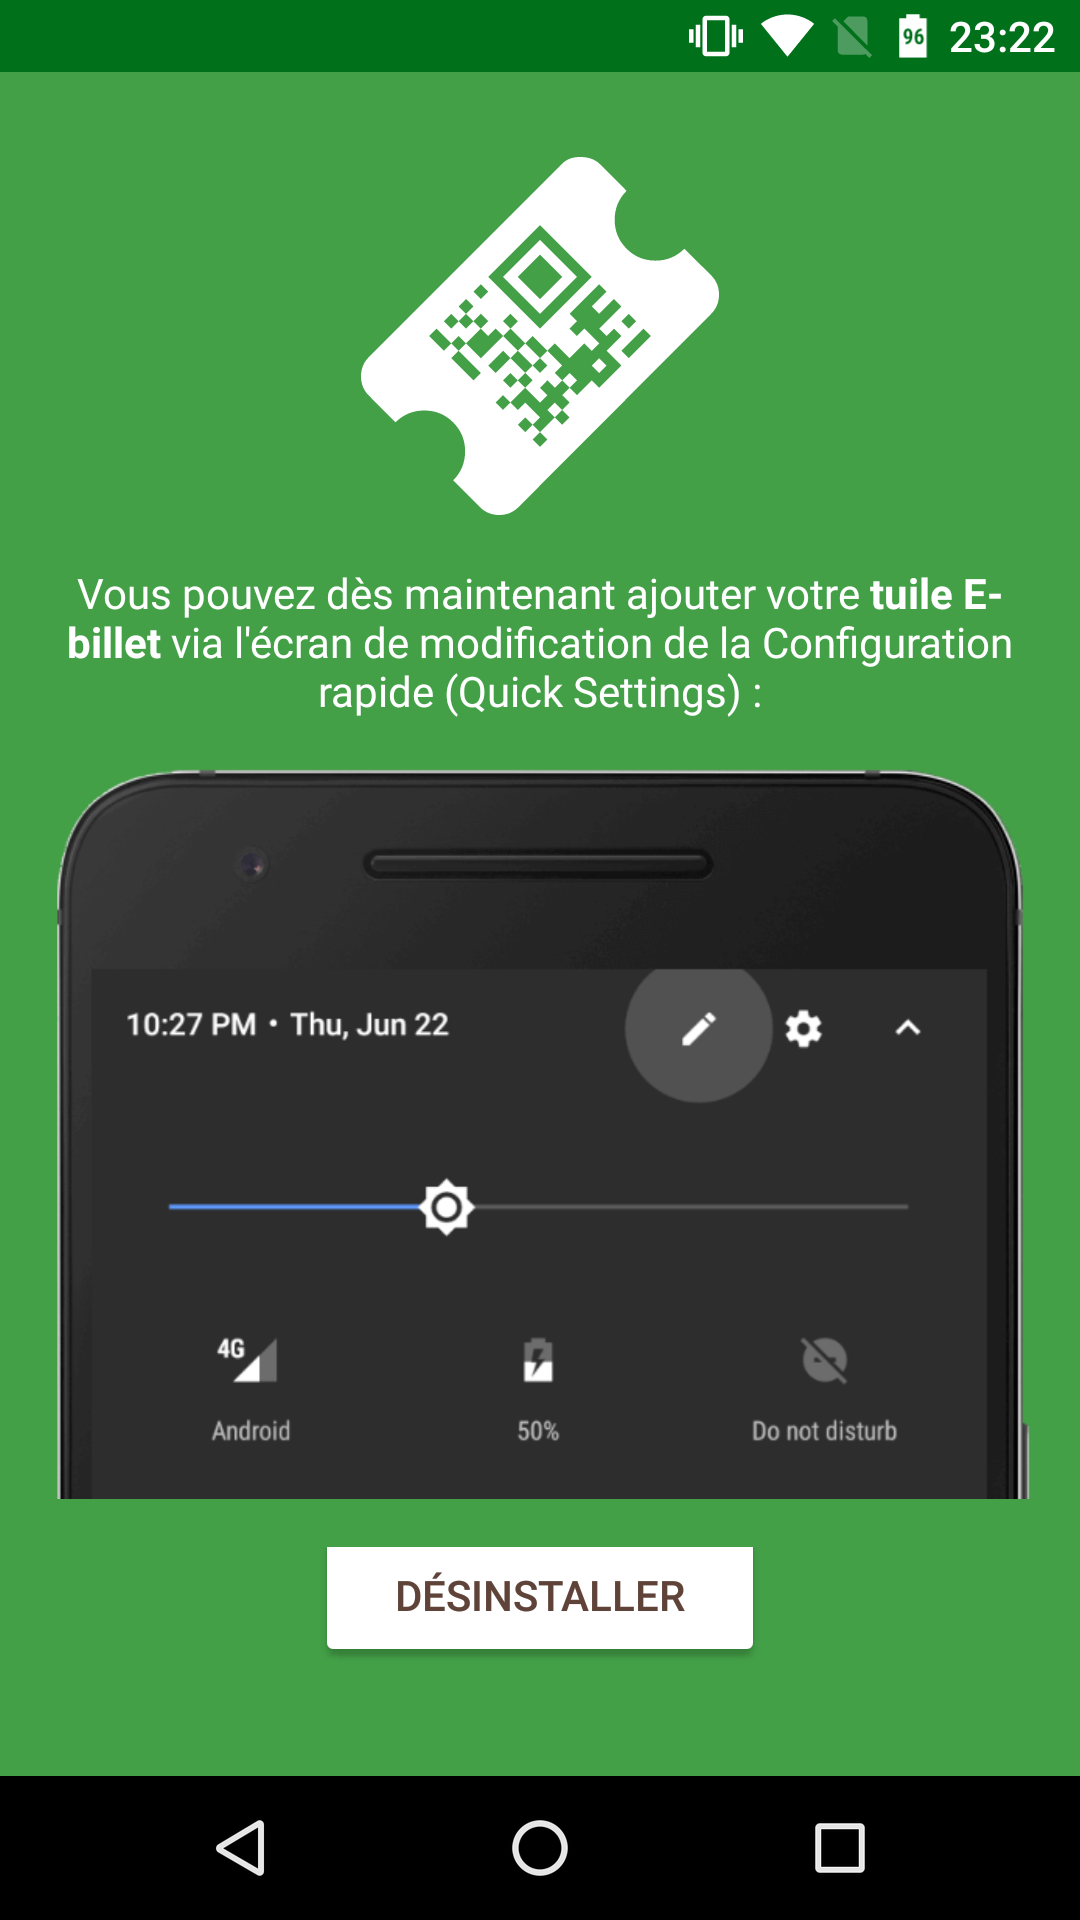 96 23:22
Vous pouvez dès maintenant ajouter votre tuile E-
billet via l'écran de modification de la Configuration
rapide (Quick Settings) :
10:27 PM • Thu, Jun 22
4G
Android 50% Do not disturb
DÉSINSTALLER